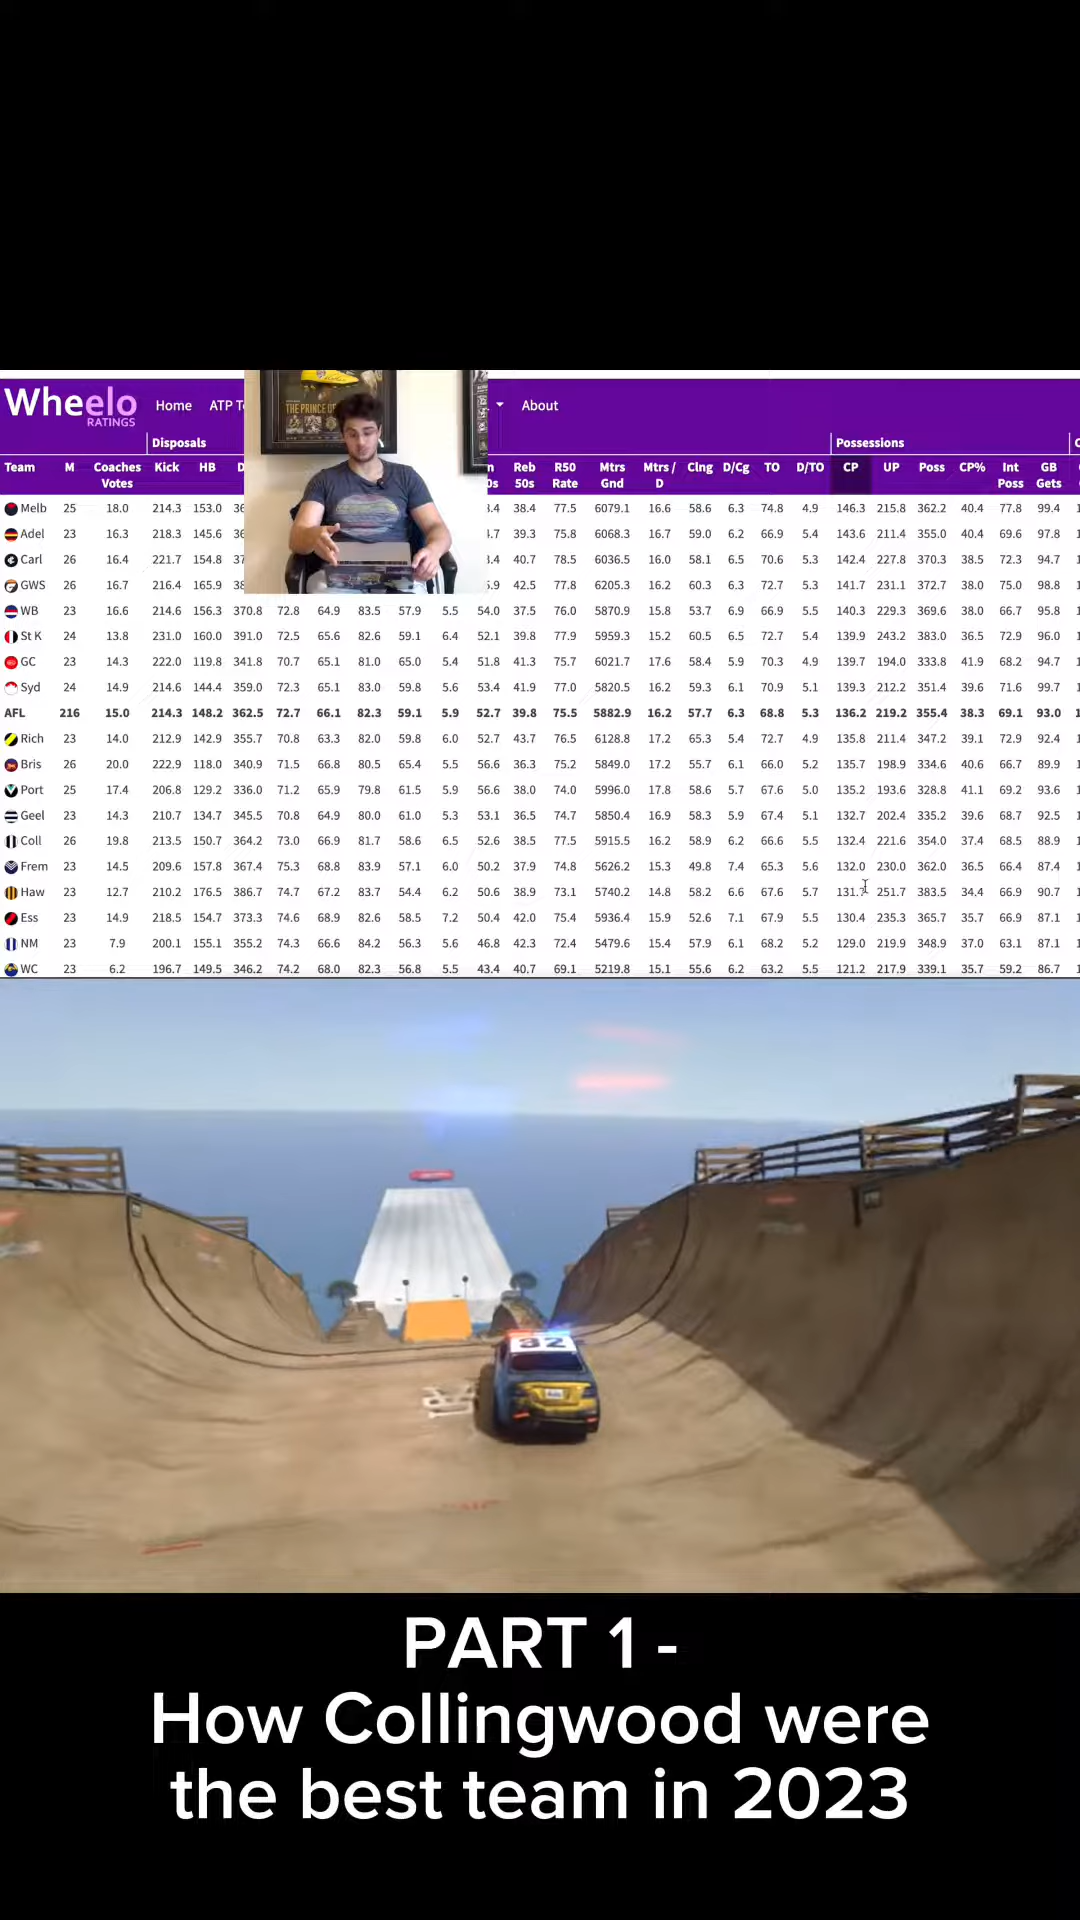 Wheelo
RATINGS
Home ATP About
THE PRINCE OF
Disposals Possessions
Team M Coaches Votes Kick HB Reb 50s R50 Rate Mtrs Gnd Mtrs / D Clng D/Cg TO D/TO CP UP Poss CP% Int Poss GB Gets
Melb 25 18.0 214.3 153.0 38.4 77.5 6079.1 16.6 58.6 6.3 74.8 4.9 146.3 215.8 362.2 40.4 77.8 99.4
Adel 23 16.3 218.3 145.6 39.3 75.8 6068.3 16.7 59.0 6.2 66.9 5.4 143.6 211.4 355.0 40.4 69.6 97.8
Carl 26 16.4 221.7 154.8 40.7 78.5 6036.5 16.0 58.1 6.5 70.6 5.3 142.4 227.8 370.3 38.5 72.3 94.7
GWS 26 16.7 216.4 165.9 42.5 77.8 6205.3 16.2 60.3 6.3 72.7 5.3 141.7 231.1 372.7 38.0 75.0 98.8
WB 23 16.6 214.6 156.3 370.8 72.8 64.9 83.5 57.9 5.5 54.0 37.5 76.0 5870.9 15.8 53.7 6.9 66.9 5.5 140.3 229.3 369.6 38.0 66.7 95.8
St K 24 13.8 231.0 160.0 391.0 72.5 65.6 82.6 59.1 6.4 52.1 39.8 77.9 5959.3 15.2 60.5 6.5 72.7 5.4 139.9 243.2 383.0 36.5 72.9 96.0
GC 23 14.3 222.0 119.8 341.8 70.7 65.1 81.0 65.0 5.4 51.8 41.3 75.7 6021.7 17.6 58.4 5.9 70.3 4.9 139.7 194.0 333.8 41.9 68.2 94.7
Syd 24 14.9 214.6 144.4 359.0 72.3 65.1 83.0 59.8 5.6 53.4 41.9 77.0 5820.5 16.2 59.3 6.1 70.9 5.1 139.3 212.2 351.4 39.6 71.6 99.7
AFL 216 15.0 214.3 148.2 362.5 72.7 66.1 82.3 59.1 5.9 52.7 39.8 75.5 5882.9 16.2 57.7 6.3 68.8 5.3 136.2 219.2 355.4 38.3 69.1 93.0
Rich 23 14.0 212.9 142.9 355.7 70.8 63.3 82.0 59.8 6.0 52.7 43.7 76.5 6128.8 17.2 65.3 5.4 72.7 4.9 135.8 211.4 347.2 39.1 72.9 92.4
Bris 26 20.0 222.9 118.0 340.9 71.5 66.8 80.5 65.4 5.5 56.6 36.3 75.2 5849.0 17.2 55.7 6.1 66.0 5.2 135.7 198.9 334.6 40.6 66.7 89.9
Port 25 17.4 206.8 129.2 336.0 71.2 65.9 79.8 61.5 5.9 56.6 38.0 74.0 5996.0 17.8 58.6 5.7 67.6 5.0 135.2 193.6 328.8 41.1 69.2 93.6
Geel 23 14.3 210.7 134.7 345.5 70.8 64.9 80.0 61.0 5.3 53.1 36.5 74.7 5850.4 16.9 58.3 5.9 67.4 5.1 132.7 202.4 335.2 39.6 68.7 92.5
Coll 26 19.8 213.5 150.7 364.2 73.0 66.9 81.7 58.6 6.5 52.6 38.5 77.5 5915.5 16.2 58.9 6.2 66.6 5.5 132.4 221.6 354.0 37.4 68.5 88.9
Frem 23 14.5 209.6 157.8 367.4 75.3 68.8 83.9 57.1 6.0 50.2 37.9 74.8 5626.2 15.3 49.8 7.4 65.3 5.6 132.0 230.0 362.0 36.5 66.4 87.4
Haw 23 12.7 210.2 176.5 386.7 74.7 67.2 83.7 54.4 6.2 50.6 38.9 73.1 5740.2 14.8 58.2 6.6 67.6 5.7 251.7 383.5 34.4 66.9 90.7
Ess 23 14.9 218.5 154.7 373.3 74.6 68.9 82.6 58.5 7.2 50.4 42.0 75.4 5936.4 15.9 52.6 7.1 67.9 5.5 130.4 235.3 365.7 35.7 66.9 87.1
NM 23 7.9 200.1 155.1 355.2 74.3 66.6 84.2 56.3 5.6 46.8 42.3 72.4 5479.6 15.4 57.9 6.1 68.2 5.2 129.0 219.9 348.9 37.0 63.1 87.1
WC 23 6.2 196.7 149.5 346.2 74.2 68.0 82.3 56.8 5.5 43.4 40.7 69.1 5219.8 15.1 55.6 6.2 63.2 5.5 121.2 217.9 339.1 35.7 59.2 86.7
32
PART 1 -
How Collingwood were
the best team in 2023